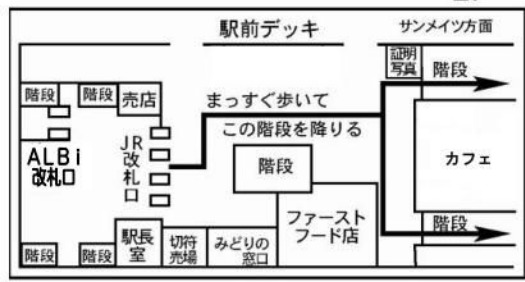 駅前デッキ
サンメイツ方面
証明
写真
階段
階段
階段
売店
まっすぐ歩いて
この階段を降りる
ALBi
改札口
JR
改
札
口
階段
カフェ
ファースト
フード店
階段
駅長
室
切符
売場
みどりの
窓口
階段
階段